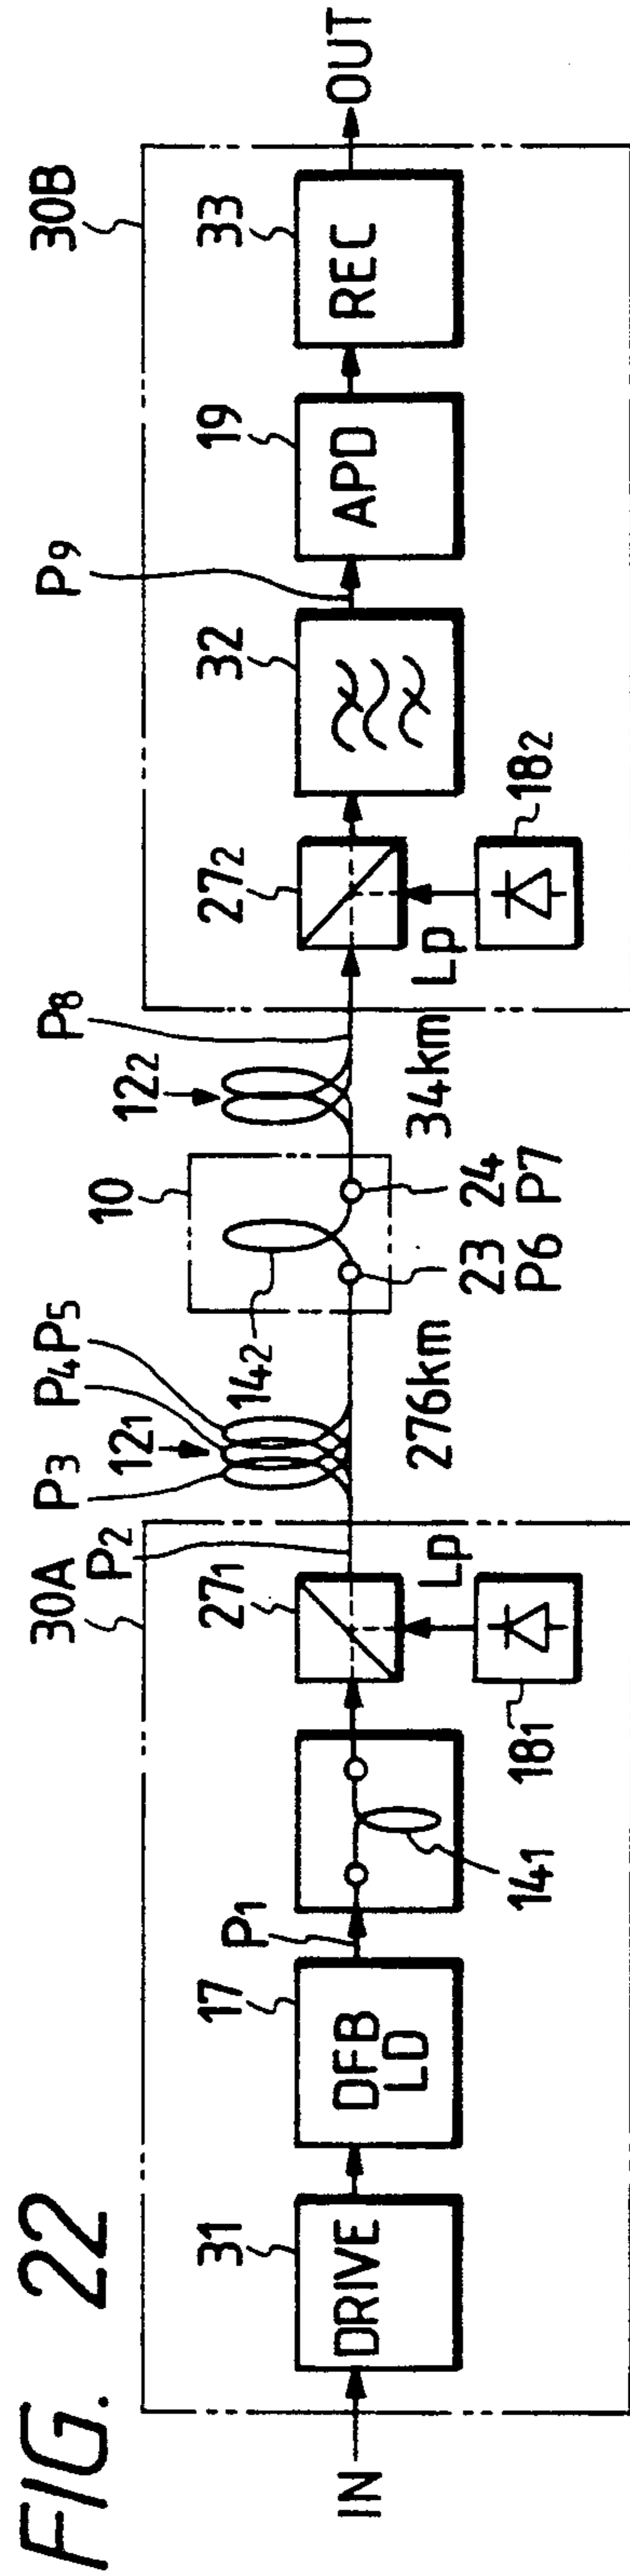 FIG. 22
30A
30B
IN
31
DRIVE
17
DFB
LD
P1
141
271
Lp
181
P2
P3
P4
P5
121
276km
10
142
23
P6
24
P7
122
34km
P8
272
Lp
182
32
P9
19
APD
33
REC
OUT